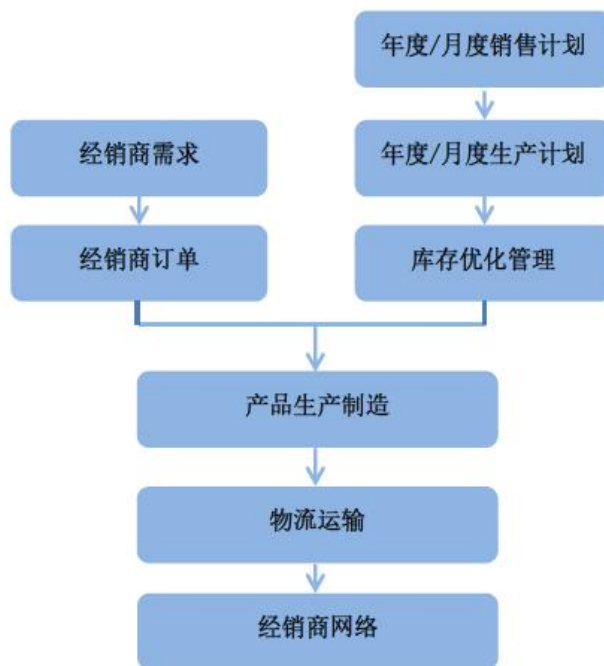 年度/月度销售计划
经销商需求
年度/月度生产计划
经销商订单
库存优化管理
产品生产制造
物流运输
经销商网络